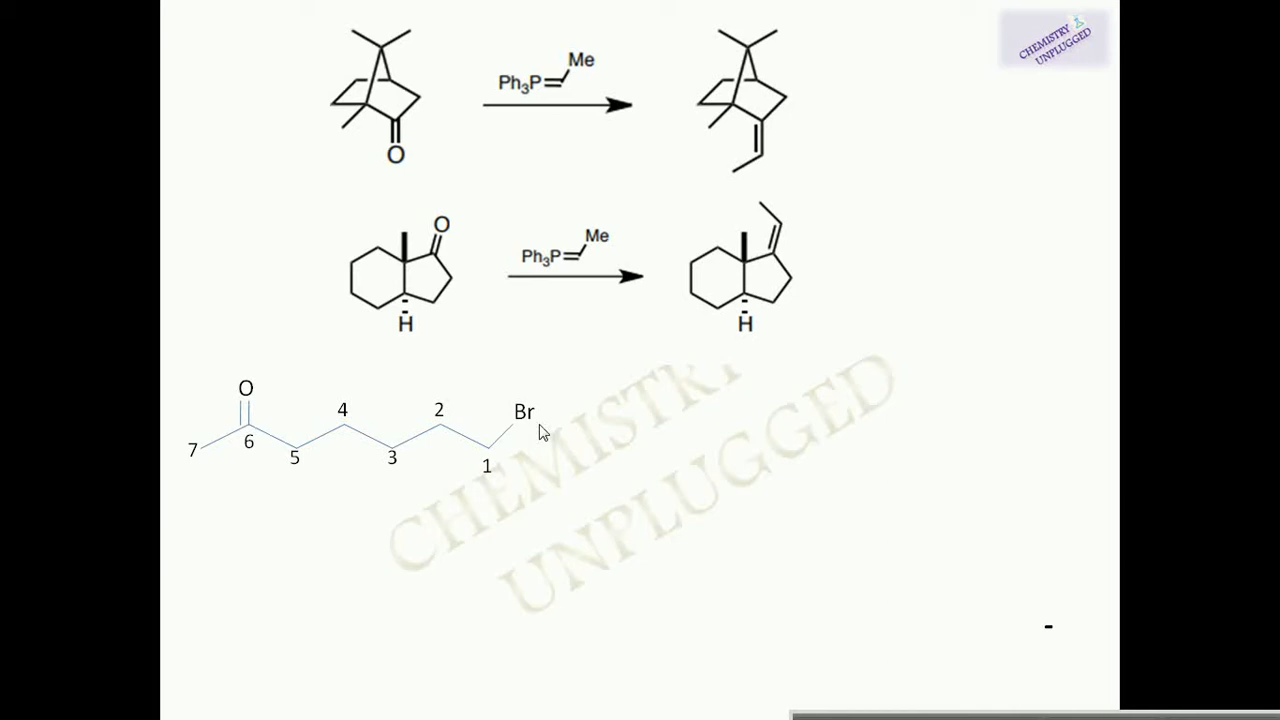 CHEMISTRY
UNPLUGGED
Me
Ph3P
O
O
Me
Ph3P
H
H
O
Br
7
6
5
4
3
2
1
CHEMISTRY
UNPLUGGED
-